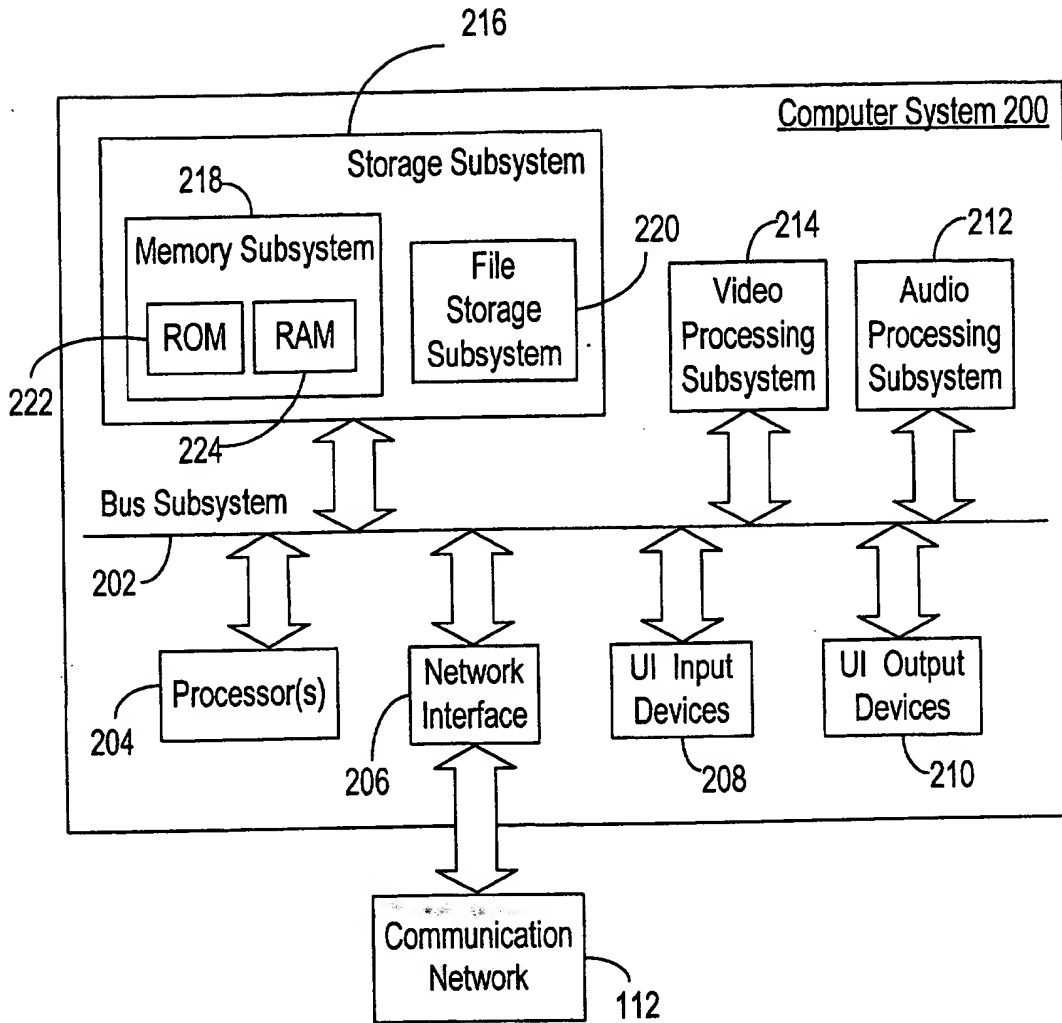 216
Computer System 200
Storage Subsystem
218
Memory Subsystem
ROM
RAM
222
224
File
Storage
Subsystem
220
214
Video
Processing
Subsystem
212
Audio
Processing
Subsystem
Bus Subsystem
202
Processor(s)
204
Network
Interface
206
UI Input
Devices
208
UI Output
Devices
210
Communication
Network
112